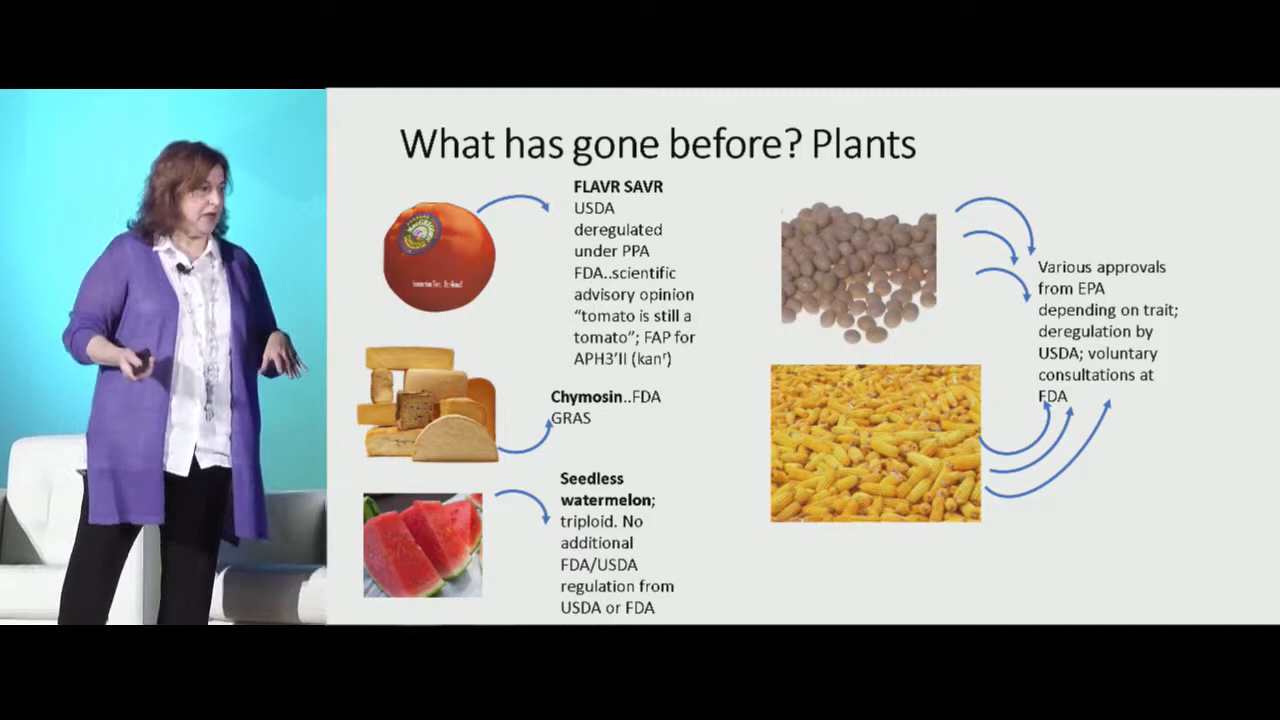 What has gone before? Plants
FLAVR SAVR
USDA
deregulated
under PPA
FDA..scientific
advisory opinion
“tomato is still a
tomato”; FAP for
APH3’II (kanʳ)
Chymosin..FDA
GRAS
Seedless
watermelon;
triploid. No
additional
FDA/USDA
regulation from
USDA or FDA
Various approvals
from EPA
depending on trait;
deregulation by
USDA; voluntary
consultations at
FDA